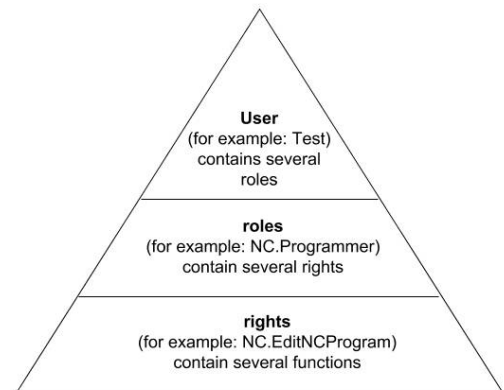 User
(for example: Test)
contains several
roles
roles
(for example: NC.Programmer)
contain several rights
rights
(for example: NC.EditNCProgram)
contain several functions